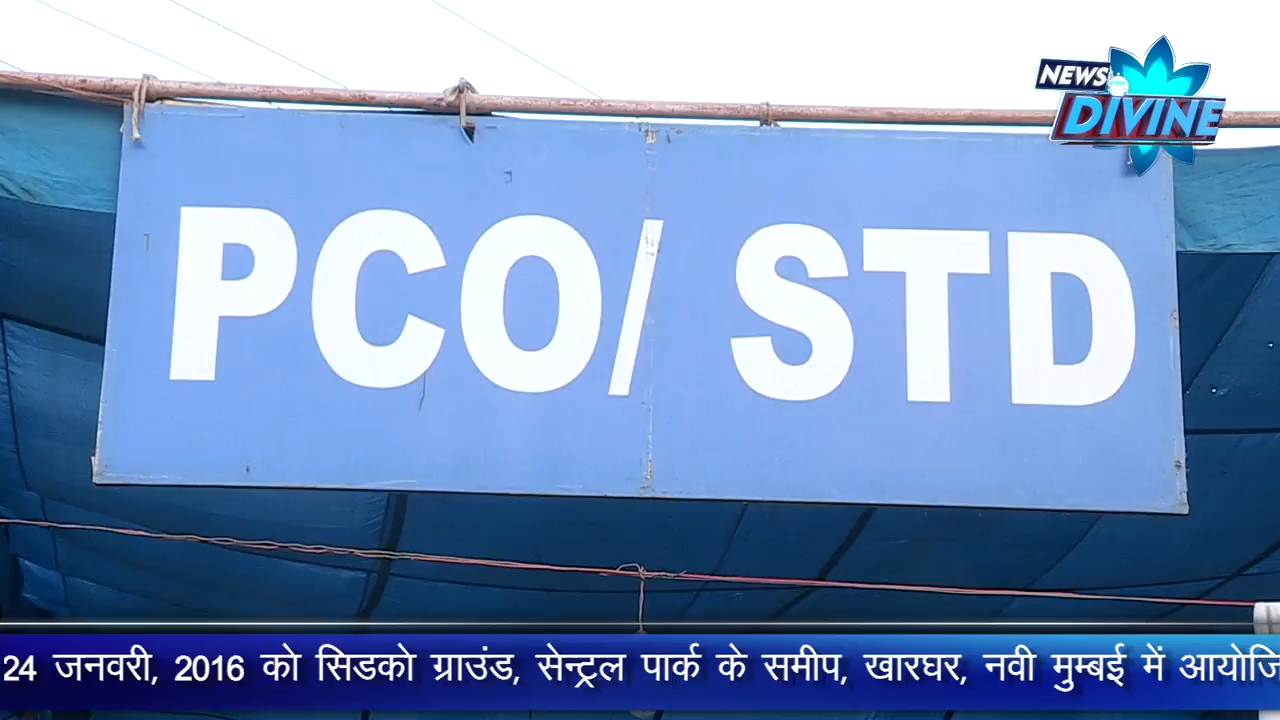 NEWS
DIVINE
PCO/ STD
24 जनवरी, 2016 को सिडको ग्राउंड, सेन्ट्रल पार्क के समीप, खारघर, नवी मुम्बई में